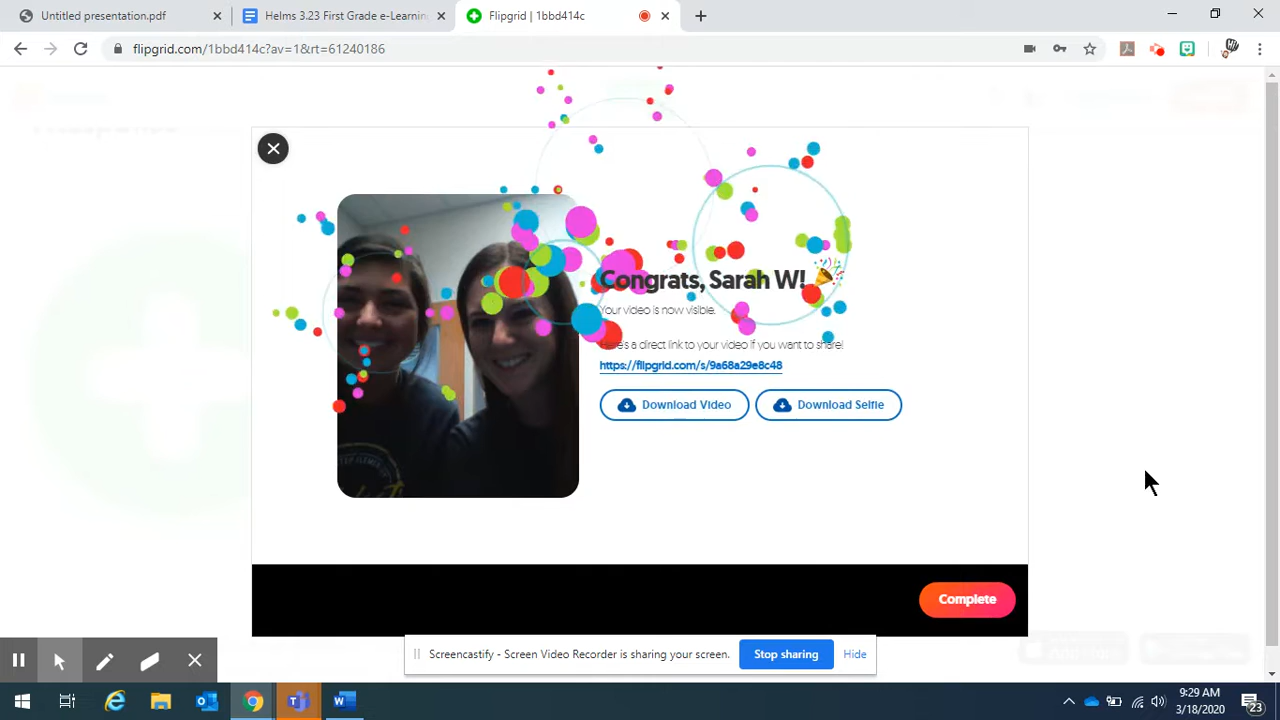 Untitled presentation.pdf
Helms 3.23 First Grade e-Learning
Flipgrid | 1bbd414c
flipgrid.com/1bbd414c?av=1&rt=61240186
Congrats, Sarah W!
Your video is now visible.
Here's a direct link to your video if you want to share!
https://flipgrid.com/s/9a68a29e8c48
Download Video
Download Selfie
Complete
Screencastify - Screen Video Recorder is sharing your screen.
Stop sharing
Hide
9:29 AM
3/18/2020
23